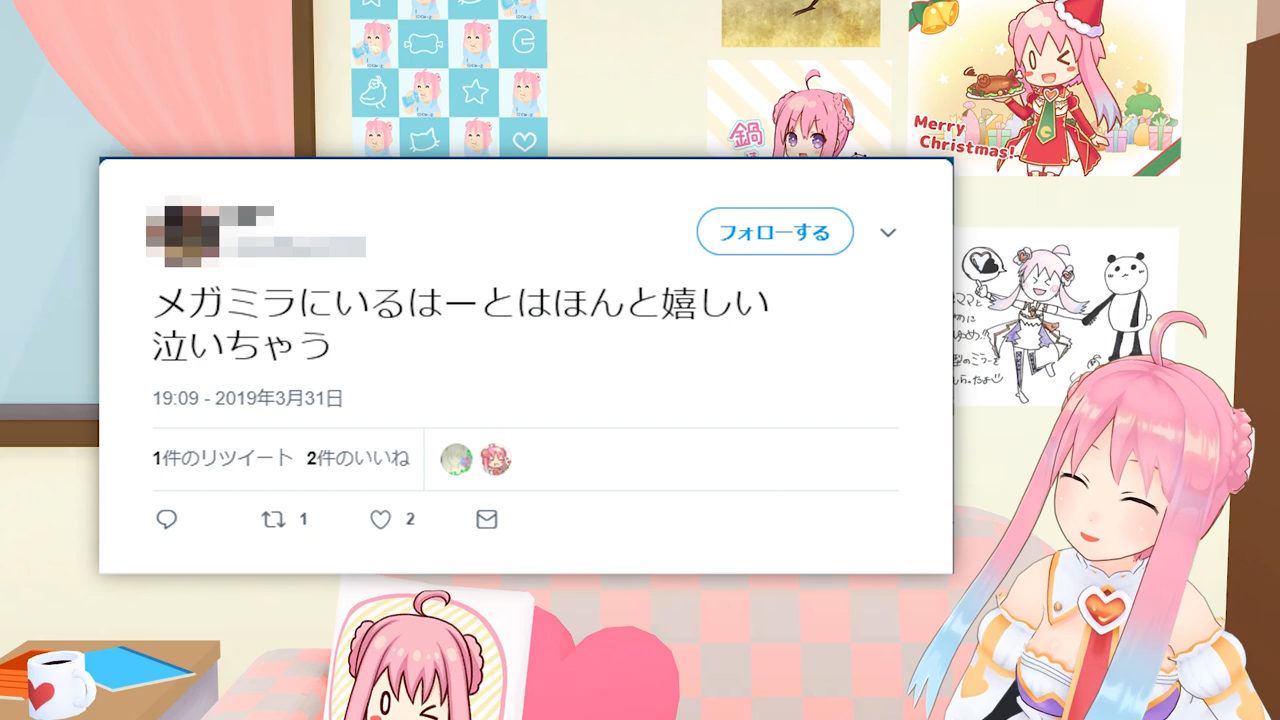 鍋
Merry
Christmas!
フォローする
メガミラにいるはーとはほんと嬉しい
泣いちゃう
19:09 - 2019年3月31日
1件のリツイート 2件のいいね
1 2